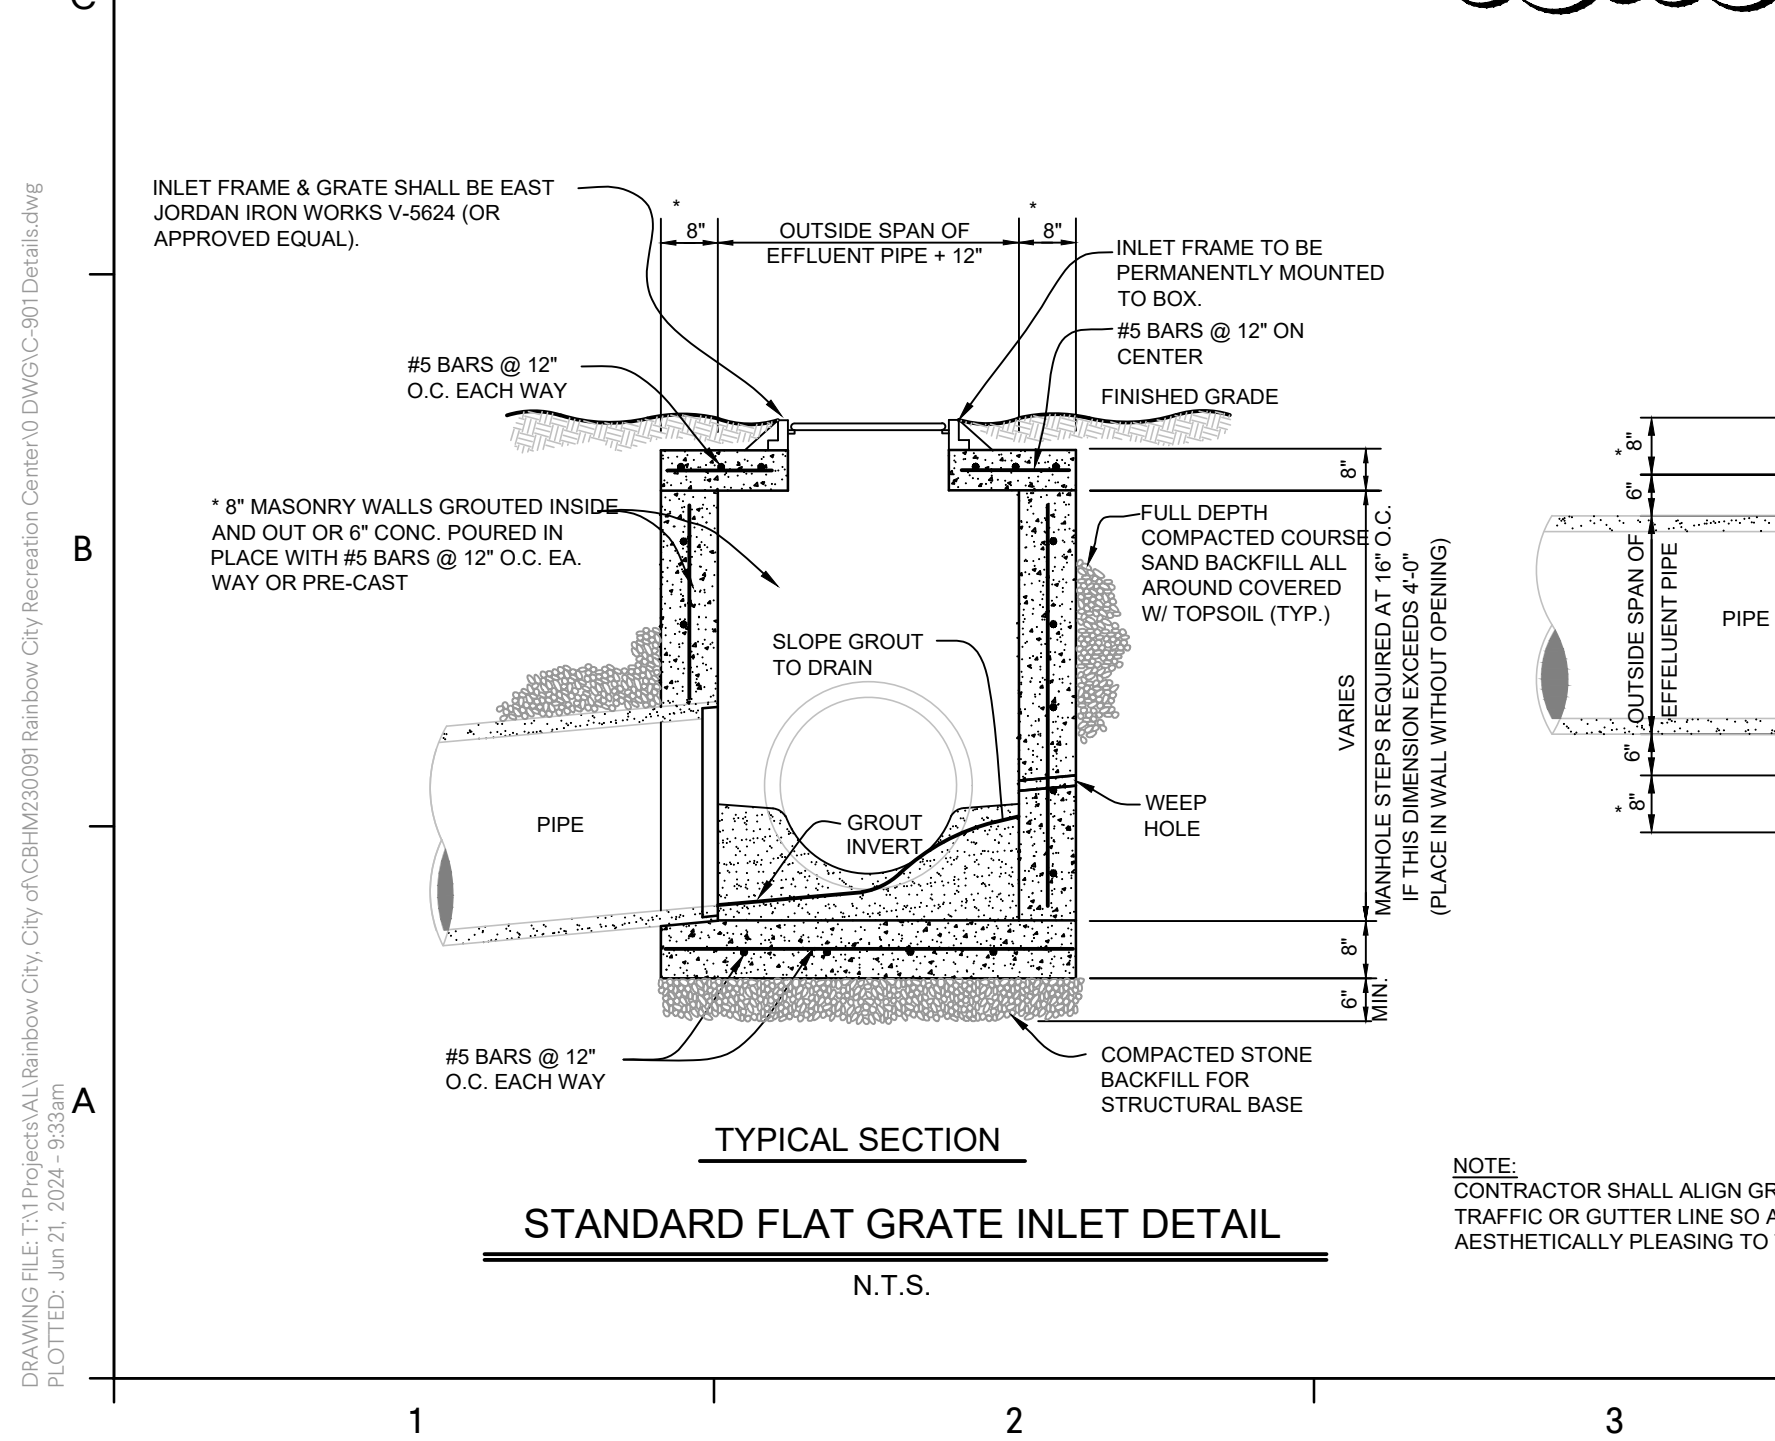 C
INLET FRAME & GRATE SHALL BE EAST
JORDAN IRON WORKS V-5624 (OR
APPROVED EQUAL).
*
8"
OUTSIDE SPAN OF
EFFLUENT PIPE + 12"
*
8"
INLET FRAME TO BE
PERMANENTLY MOUNTED
TO BOX.
#5 BARS @ 12" ON
CENTER
#5 BARS @ 12"
O.C. EACH WAY
FINISHED GRADE
* 8" MASONRY WALLS GROUTED INSIDE
AND OUT OR 6" CONC. POURED IN
PLACE WITH #5 BARS @ 12" O.C. EA.
WAY OR PRE-CAST
FULL DEPTH
COMPACTED COURSE
SAND BACKFILL ALL
AROUND COVERED
W/ TOPSOIL (TYP.)
SLOPE GROUT
TO DRAIN
GROUT
INVERT
WEEP
HOLE
PIPE
8"
VARIES
MANHOLE STEPS REQUIRED AT 16" O.C.
IF THIS DIMENSION EXCEEDS 4'-0"
(PLACE IN WALL WITHOUT OPENING)
8"
6"
MIN.
#5 BARS @ 12"
O.C. EACH WAY
COMPACTED STONE
BACKFILL FOR
STRUCTURAL BASE
TYPICAL SECTION
STANDARD FLAT GRATE INLET DETAIL
N.T.S.
* 8"
6"
OUTSIDE SPAN OF
EFFELUENT PIPE
PIPE
6"
* 8"
NOTE:
CONTRACTOR SHALL ALIGN GR
TRAFFIC OR GUTTER LINE SO A
AESTHETICALLY PLEASING TO
B
A
1
2
3
DRAWING FILE: T:\1 Projects\AL\Rainbow City, City of\CBHM230091 Rainbow City Recreation Center\0 DWG\C-901 Details.dwg
PLOTTED: Jun 21, 2024 - 9:33am